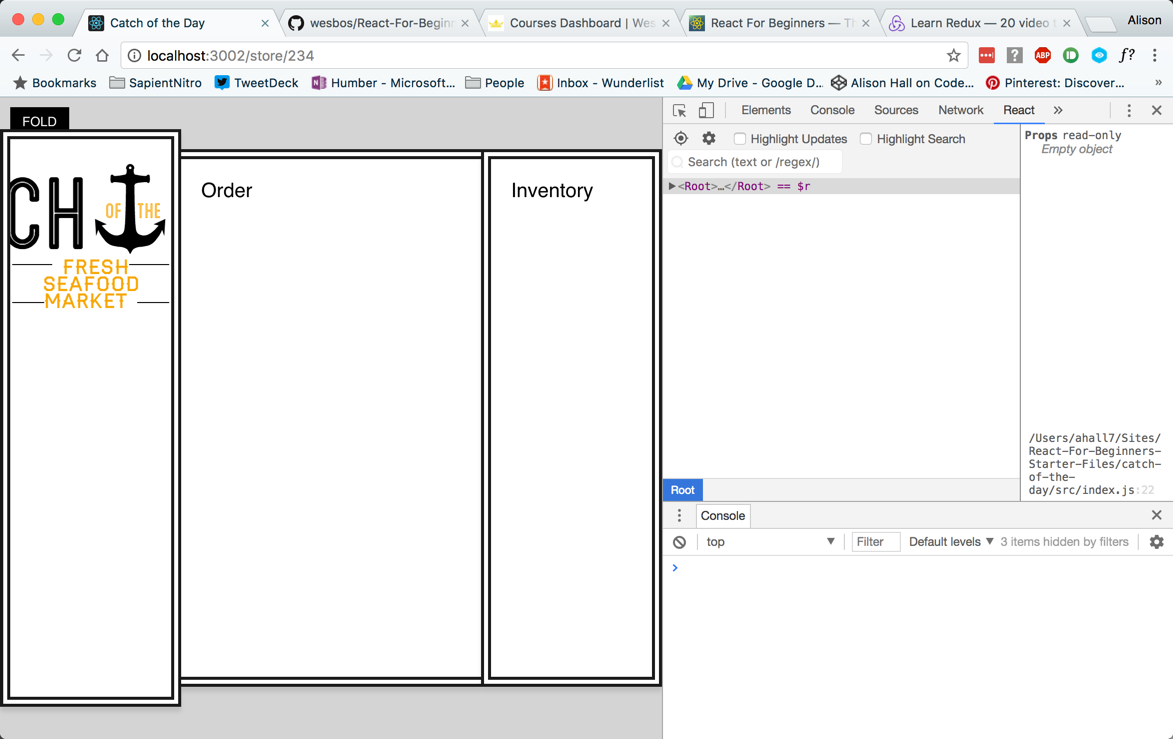 Catch of the Day
wesbos/React-For-Beginn
Courses Dashboard | Wes
React For Beginners — Th
Learn Redux — 20 video t
Alison
localhost:3002/store/234
ABP
f?
Bookmarks
SapientNitro
TweetDeck
Humber - Microsoft...
People
Inbox - Wunderlist
My Drive - Google D...
Alison Hall on Code...
Pinterest: Discover...
»
FOLD
CH OF THE
FRESH
SEAFOOD
MARKET
Order
Inventory
Elements
Console
Sources
Network
React
»
Highlight Updates
Highlight Search
Search (text or /regex/)
<Root>…</Root> == $r
Root
Props read-only
Empty object
/Users/ahall7/Sites/
React-For-Beginners-
Starter-Files/catch-
of-the-
day/src/index.js:22
Console
top
Filter
Default levels
3 items hidden by filters